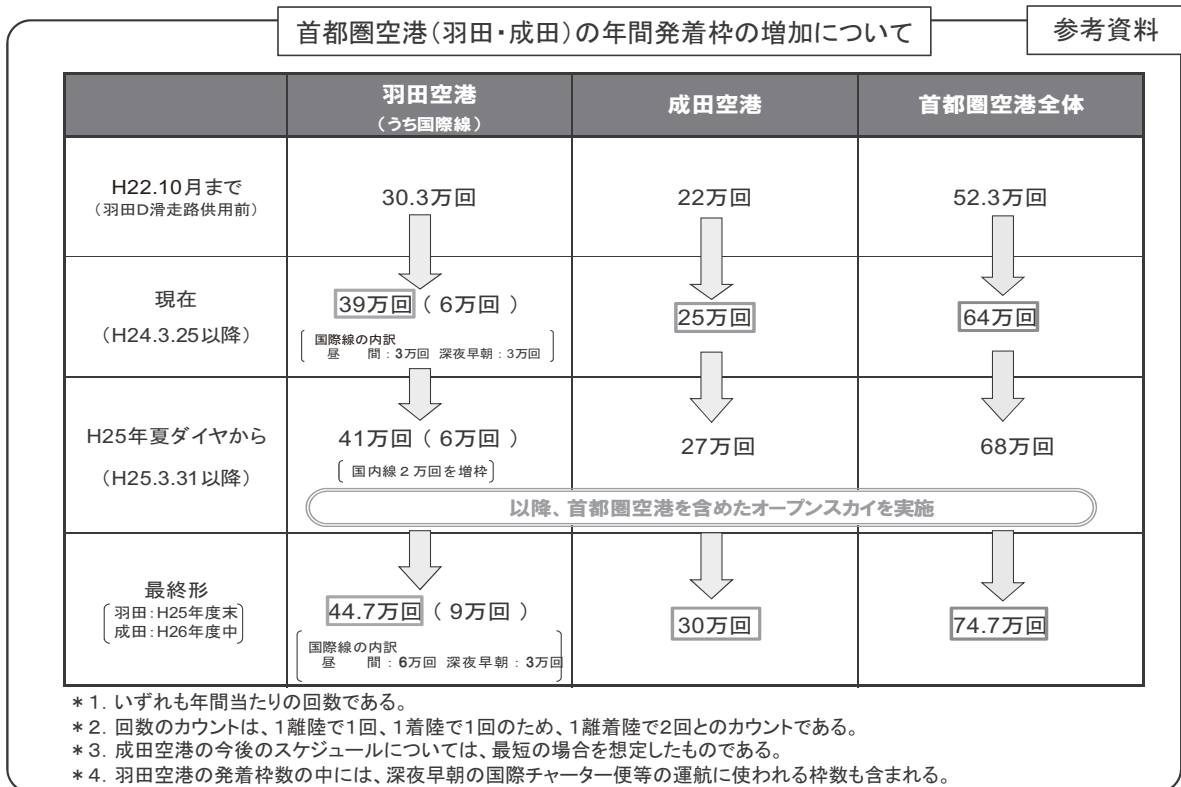 首都圏空港(羽田・成田)の年間発着枠の増加について
参考資料
羽田空港
(うち国際線)
成田空港
首都圏空港全体
H22.10月まで
(羽田D滑走路供用前)
30.3万回
22万回
52.3万回
現在
(H24.3.25以降)
39万回 ( 6万回 )
国際線の内訳
昼 間:3万回 深夜早朝:3万回
25万回
64万回
H25年夏ダイヤから
(H25.3.31以降)
41万回 ( 6万回 )
国内線2万回を増枠
27万回
68万回
以降、首都圏空港を含めたオープンスカイを実施
最終形
羽田:H25年度末
成田:H26年度中
44.7万回 ( 9万回 )
国際線の内訳
昼 間:6万回 深夜早朝:3万回
30万回
74.7万回
*1. いずれも年間当たりの回数である。
*2. 回数のカウントは、1離陸で1回、1着陸で1回のため、1離着陸で2回とのカウントである。
*3. 成田空港の今後のスケジュールについては、最短の場合を想定したものである。
*4. 羽田空港の発着枠数の中には、深夜早朝の国際チャーター便等の運航に使われる枠数も含まれる。